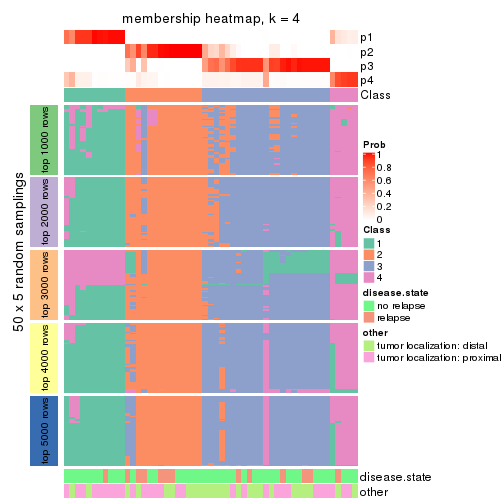 membership heatmap, k = 4
p1
p2
p3
p4
Class
50 x 5 random samplings
top 1000 rows
top 2000 rows
top 3000 rows
top 4000 rows
top 5000 rows
disease.state
other
Prob
1
0.8
0.6
0.4
0.2
0
Class
1
2
3
4
disease.state
no relapse
relapse
other
tumor localization: distal
tumor localization: proximal